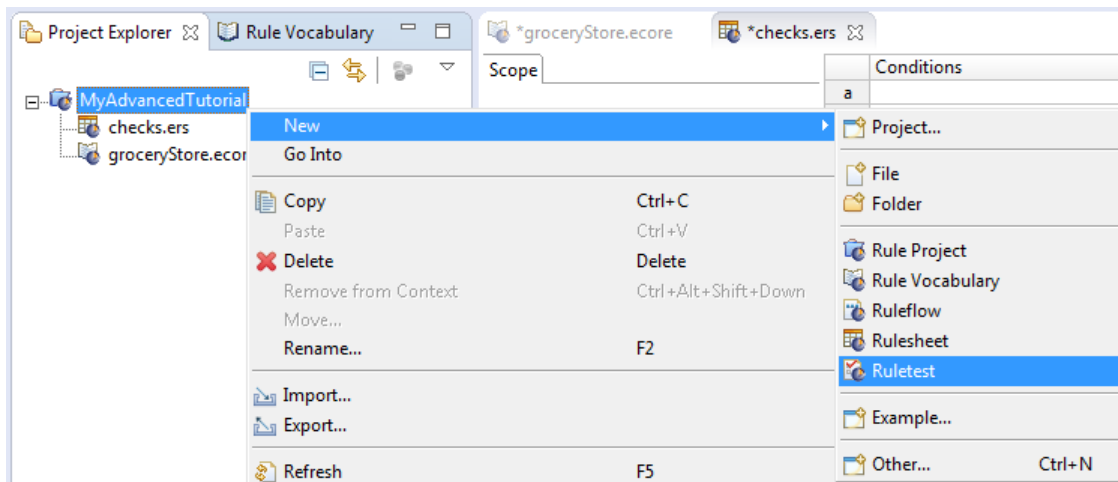 Project Explorer
Rule Vocabulary
*groceryStore.ecore
*checks.ers
Scope
Conditions
a
MyAdvancedTutorial
checks.ers
groceryStore.ecor
New
Go Into
Copy Ctrl+C
Paste Ctrl+V
Delete Delete
Remove from Context Ctrl+Alt+Shift+Down
Move...
Rename... F2
Import...
Export...
Refresh F5
Project...
File
Folder
Rule Project
Rule Vocabulary
Ruleflow
Rulesheet
Ruletest
Example...
Other... Ctrl+N